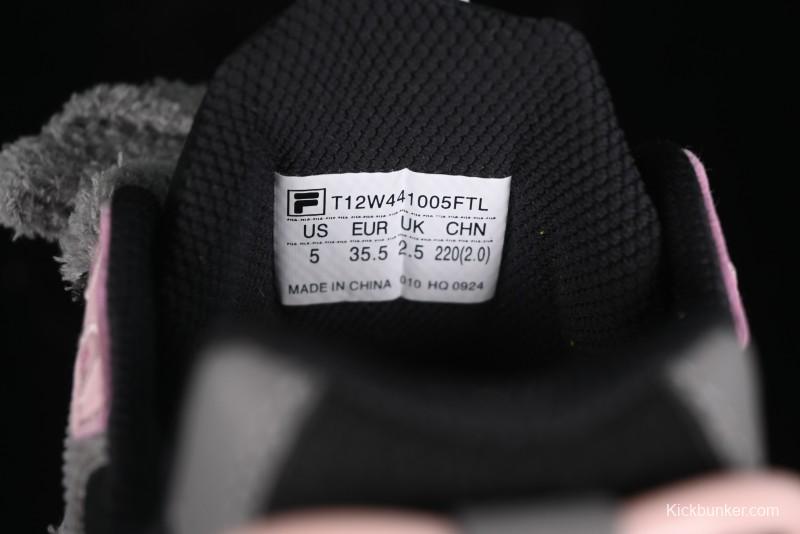 F T12W441005FTL
US EUR UK CHN
5 35.5 2.5 220(2.0)
MADE IN CHINA 010 HQ 0924
Kickbunker.com